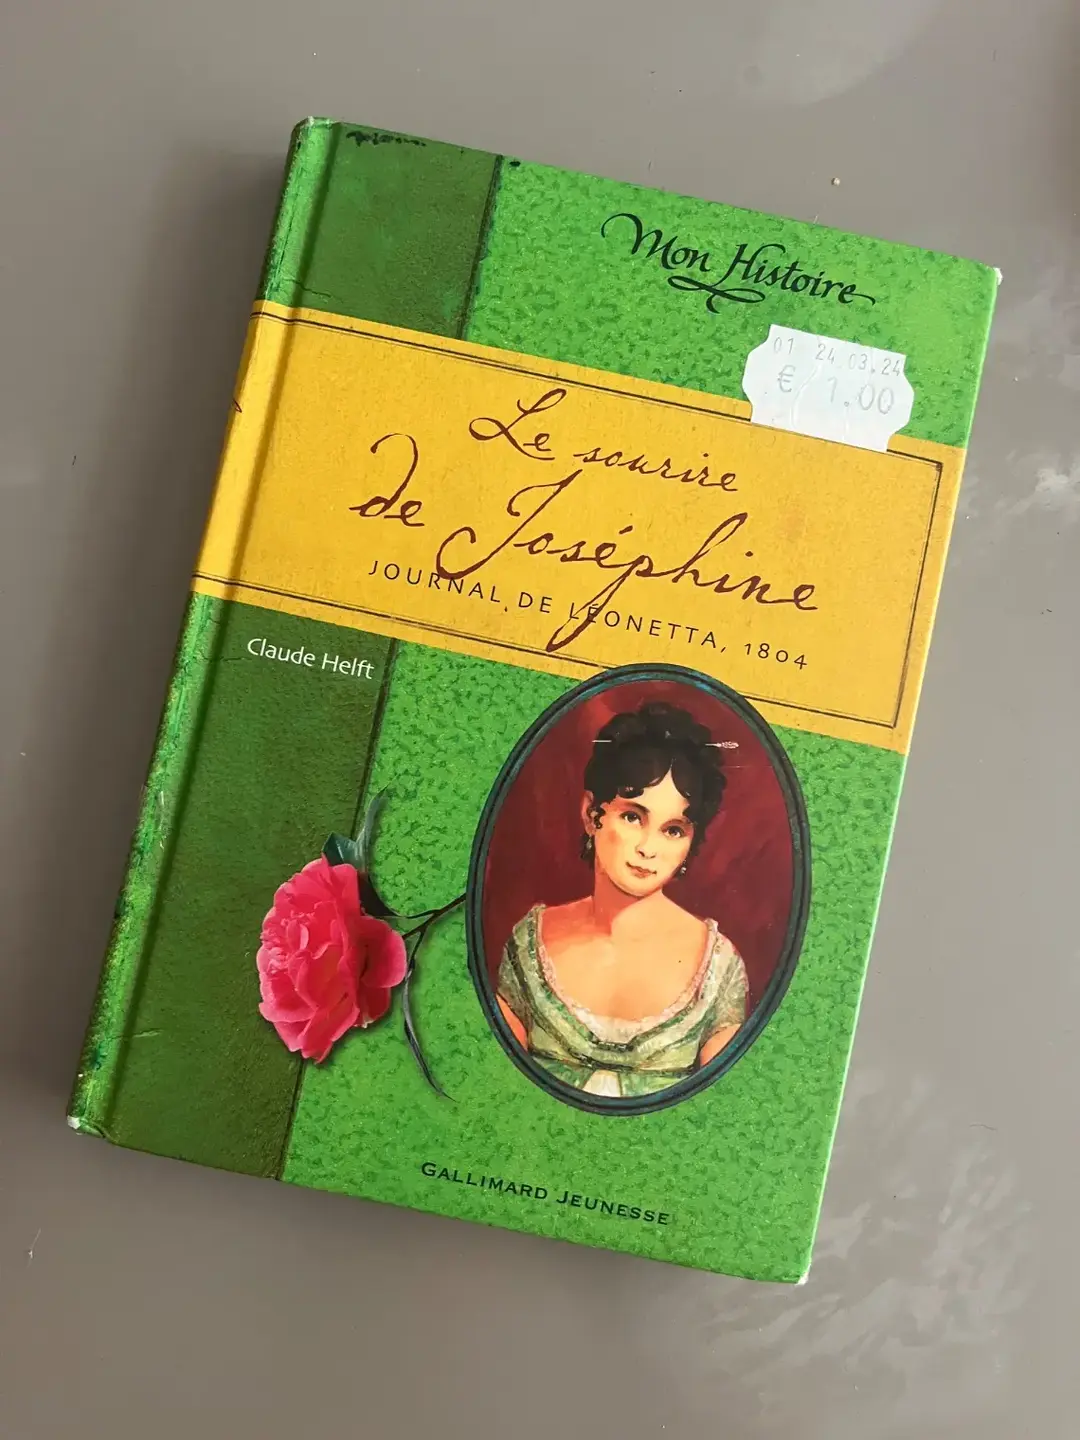 Mon Histoire
01 24.03.24
€ 1.00
Le sourire
de Joséphine
JOURNAL DE LÉONETTA, 1804
Claude Helft
GALLIMARD JEUNESSE